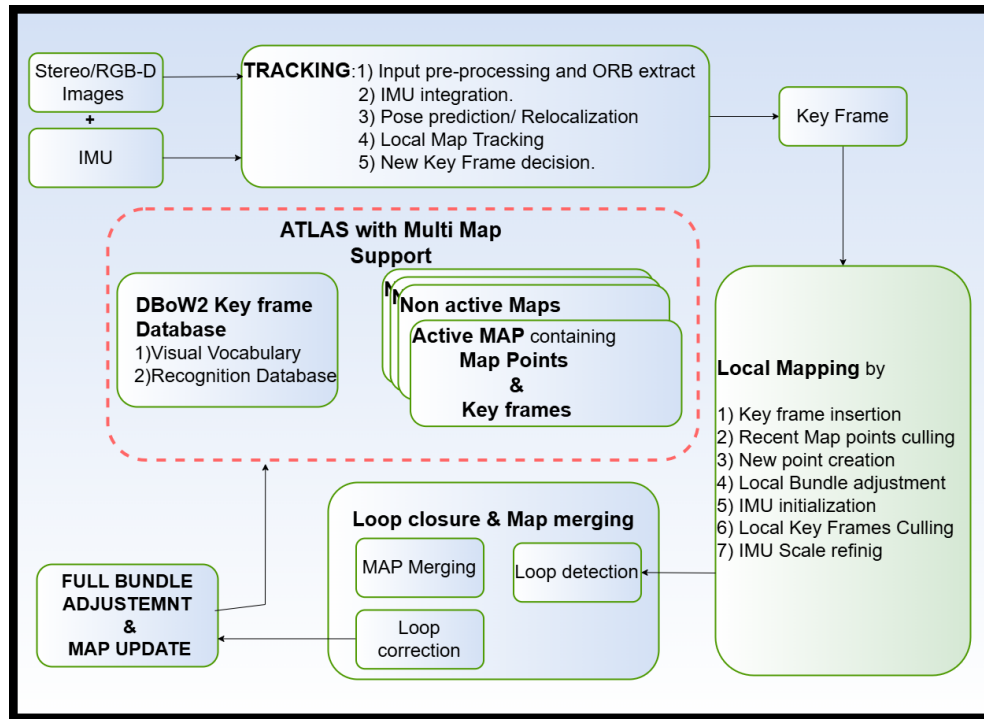 Stereo/RGB-D
Images
+
IMU
TRACKING:1) Input pre-processing and ORB extract
2) IMU integration.
3) Pose prediction/ Relocalization
4) Local Map Tracking
5) New Key Frame decision.
Key Frame
ATLAS with Multi Map
Support
DBoW2 Key frame
Database
1)Visual Vocabulary
2)Recognition Database
N
N
Non active Maps
Active MAP containing
Map Points
&
Key frames
Local Mapping by
1) Key frame insertion
2) Recent Map points culling
3) New point creation
4) Local Bundle adjustment
5) IMU initialization
6) Local Key Frames Culling
7) IMU Scale refinig
Loop closure & Map merging
MAP Merging
Loop detection
Loop
correction
FULL BUNDLE
ADJUSTEMNT
&
MAP UPDATE